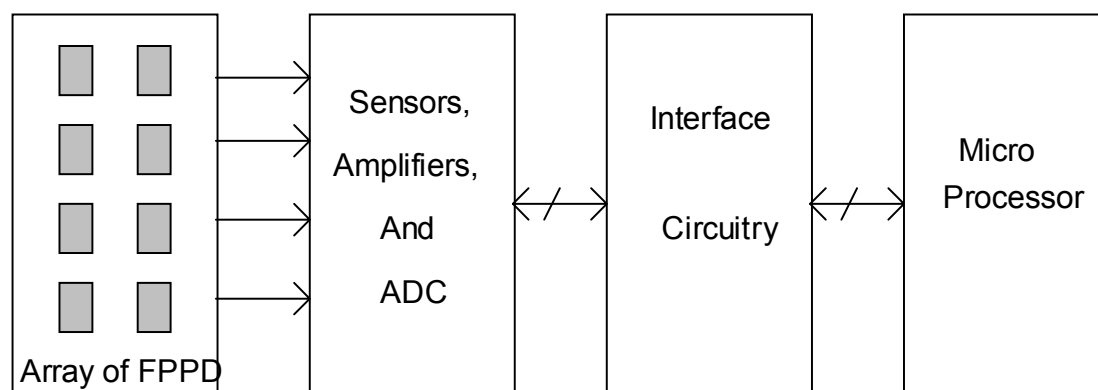 Array of FPPD
Sensors,
Amplifiers,
And
ADC
Interface
Circuitry
Micro
Processor